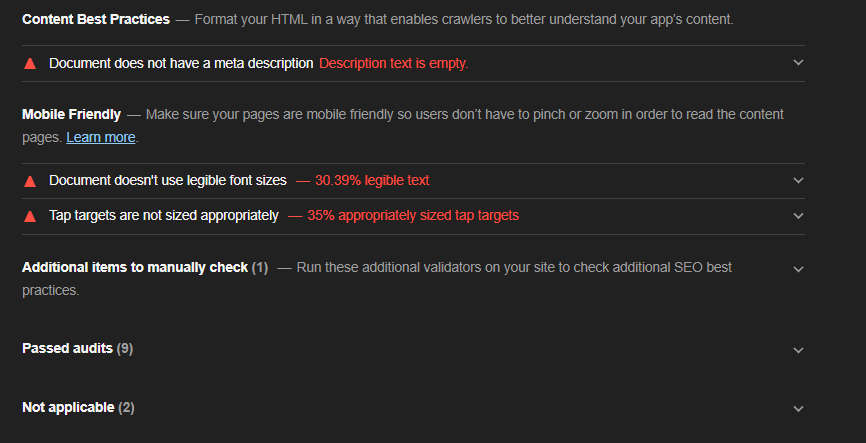 Content Best Practices — Format your HTML in a way that enables crawlers to better understand your app’s content.
Document does not have a meta description Description text is empty.
Mobile Friendly — Make sure your pages are mobile friendly so users don’t have to pinch or zoom in order to read the content
pages. Learn more.
Document doesn't use legible font sizes — 30.39% legible text
Tap targets are not sized appropriately — 35% appropriately sized tap targets
Additional items to manually check (1) — Run these additional validators on your site to check additional SEO best
practices.
Passed audits (9)
Not applicable (2)